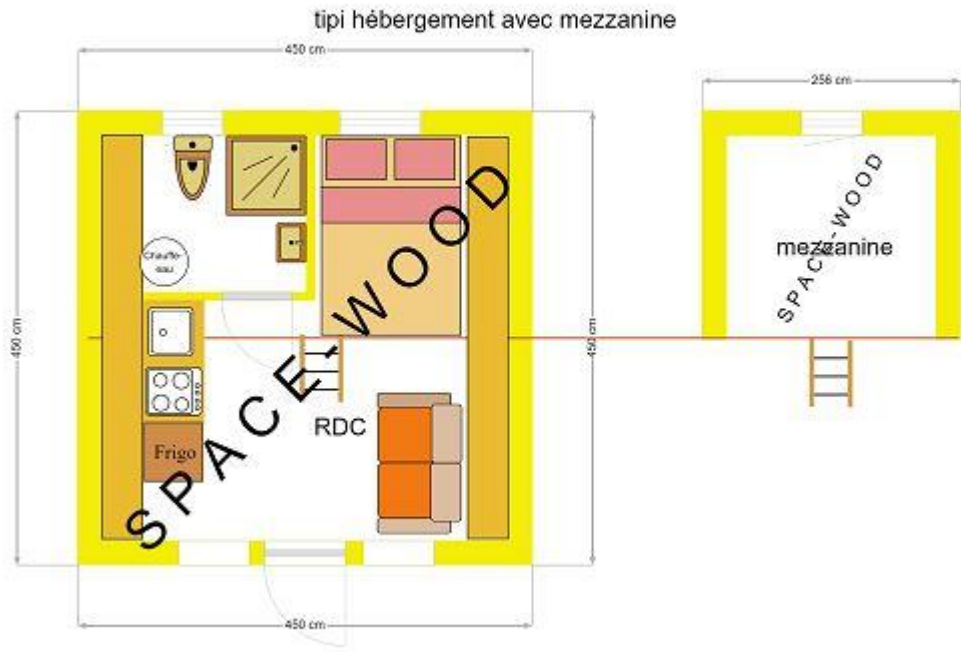 tipi hébergement avec mezzanine
450 cm
256 cm
450 cm
450 cm
Chauffe-
eau
mezzanine
SPACE-WOOD
SPACE-WOOD
RDC
Frigo
450 cm